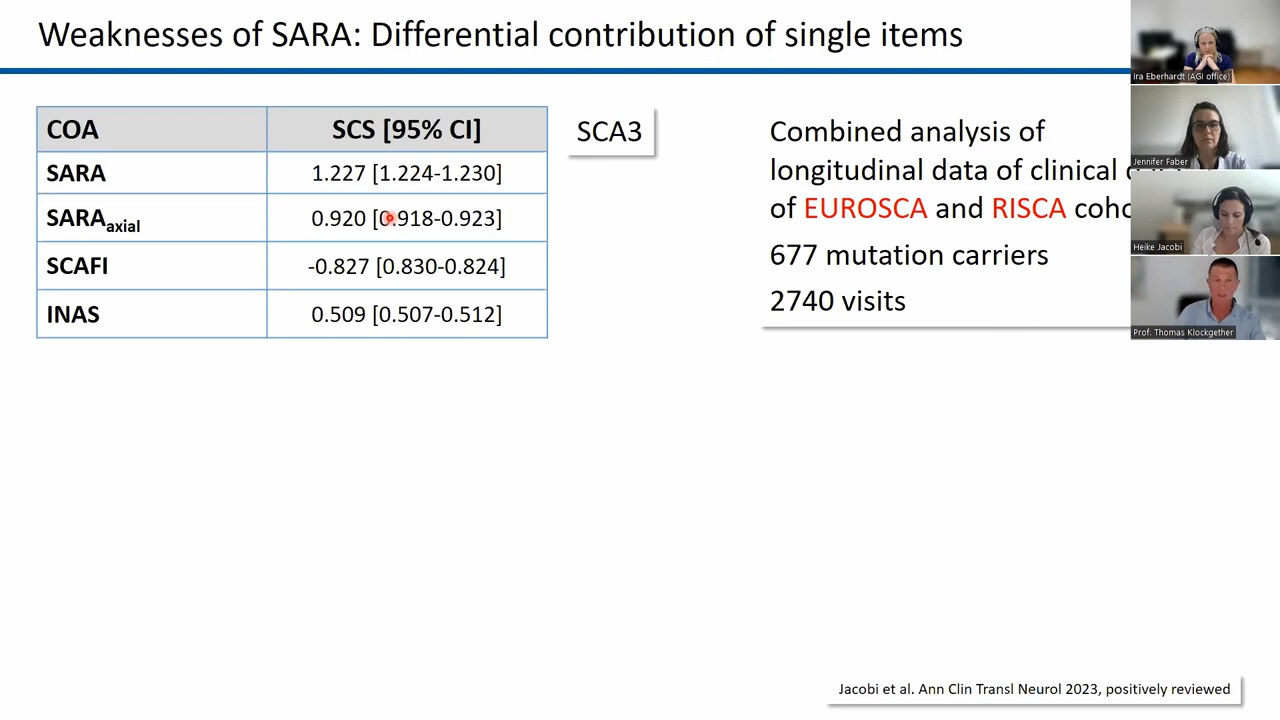 Weaknesses of SARA: Differential contribution of single items
COA SCS [95% CI]
SARA 1.227 [1.224-1.230]
SARAaxial 0.920 [0.918-0.923]
SCAFI -0.827 [0.830-0.824]
INAS 0.509 [0.507-0.512]
SCA3
Combined analysis of
longitudinal data of clinical
of EUROSCA and RISCA
677 mutation carriers
2740 visits
Ira Eberhardt (AGI office)
Jennifer Faber
Heike Jacobi
Prof. Thomas Klockgether
Jacobi et al. Ann Clin Transl Neurol 2023, positively reviewed